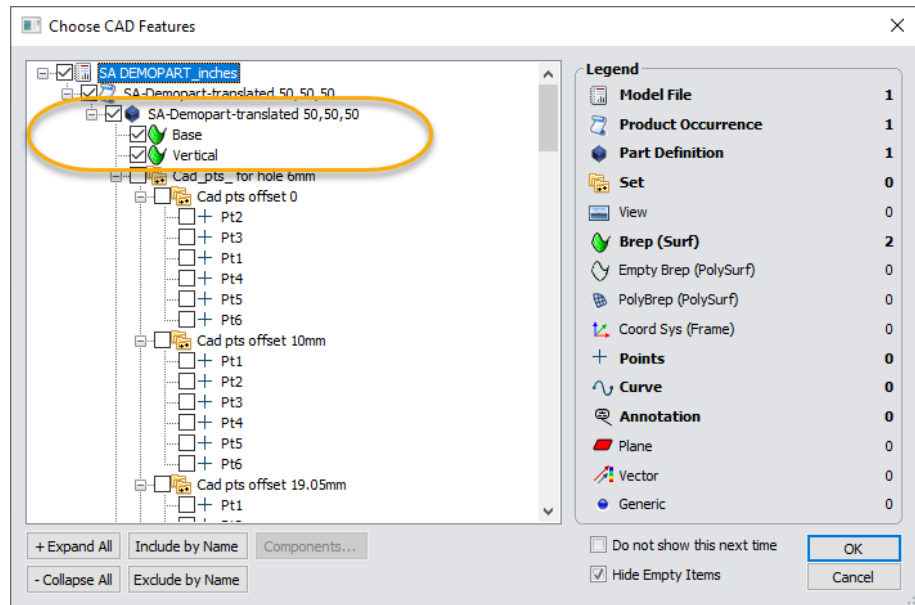 Choose CAD Features
SA DEMOPART_inches
SA-Demopart-translated 50,50,50
SA-Demopart-translated 50,50,50
Base
Vertical
Cad_pts_ for hole 6mm
Cad pts offset 0
Pt2
Pt3
Pt1
Pt4
Pt5
Pt6
Cad pts offset 10mm
Pt1
Pt2
Pt3
Pt4
Pt5
Pt6
Cad pts offset 19.05mm
Pt1
+ Expand All Include by Name Components...
- Collapse All Exclude by Name
Legend
Model File 1
Product Occurrence 1
Part Definition 1
Set 0
View 0
Brep (Surf) 2
Empty Brep (PolySurf) 0
PolyBrep (PolySurf) 0
Coord Sys (Frame) 0
Points 0
Curve 0
Annotation 0
Plane 0
Vector 0
Generic 0
Do not show this next time OK
Hide Empty Items Cancel